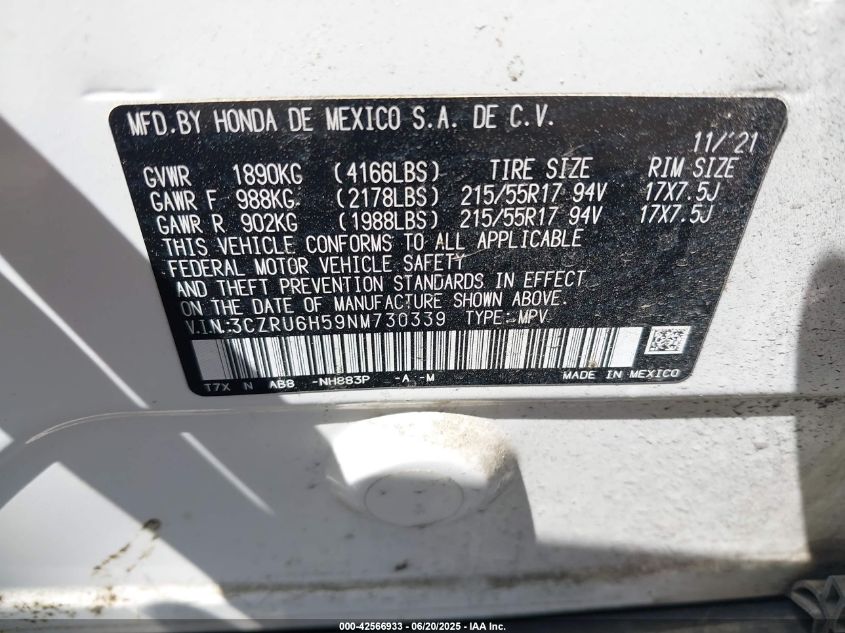 MFD.BY HONDA DE MEXICO S.A. DE C.V.
11/'21
GVWR 1890KG (4166LBS) TIRE SIZE RIM SIZE
GAWR F 988KG (2178LBS) 215/55R17 94V 17X7.5J
GAWR R 902KG (1988LBS) 215/55R17 94V 17X7.5J
THIS VEHICLE CONFORMS TO ALL APPLICABLE
FEDERAL MOTOR VEHICLE SAFETY
AND THEFT PREVENTION STANDARDS IN EFFECT
ON THE DATE OF MANUFACTURE SHOWN ABOVE.
V.I.N:3CZRU6H59NM730339 TYPE: MPV
T7X N AB8 -NH883P -A -M MADE IN MEXICO
000-42566933 - 06/20/2025 - IAA Inc.